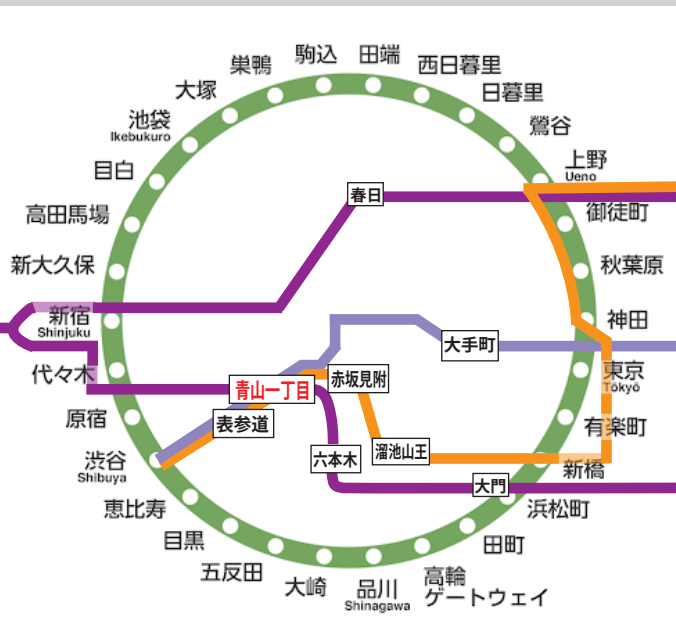 駒込
田端
巣鴨
西日暮里
大塚
日暮里
池袋
Ikebukuro
鶯谷
目白
上野
Ueno
春日
高田馬場
御徒町
新大久保
秋葉原
新宿
Shinjuku
神田
大手町
代々木
東京
Tōkyō
赤坂見附
青山一丁目
原宿
表参道
有楽町
渋谷
Shibuya
六本木
溜池山王
新橋
大門
恵比寿
浜松町
目黒
田町
五反田
大崎
品川
Shinagawa
高輪
ゲートウェイ